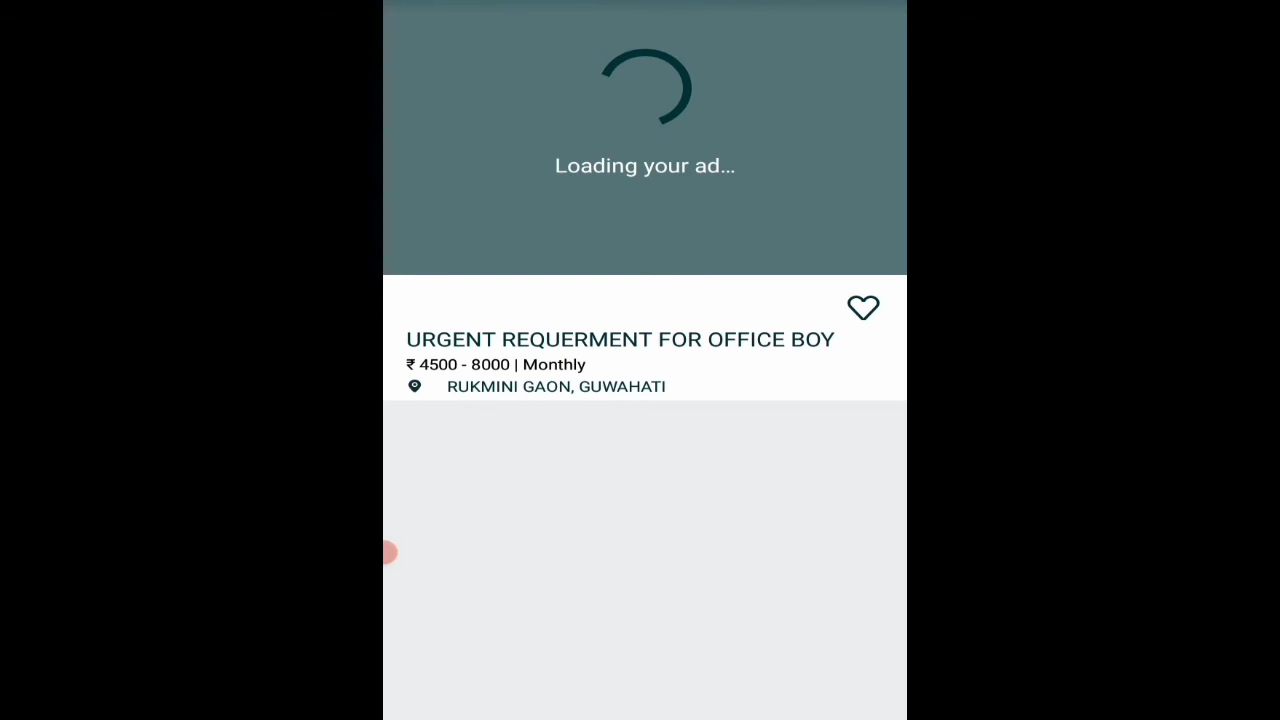 Loading your ad...
URGENT REQUERMENT FOR OFFICE BOY
₹ 4500 - 8000 | Monthly
RUKMINI GAON, GUWAHATI